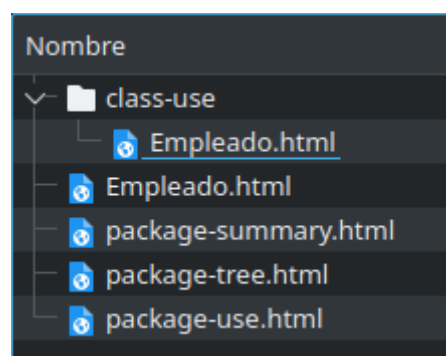 Nombre
class-use
Empleado.html
Empleado.html
package-summary.html
package-tree.html
package-use.html